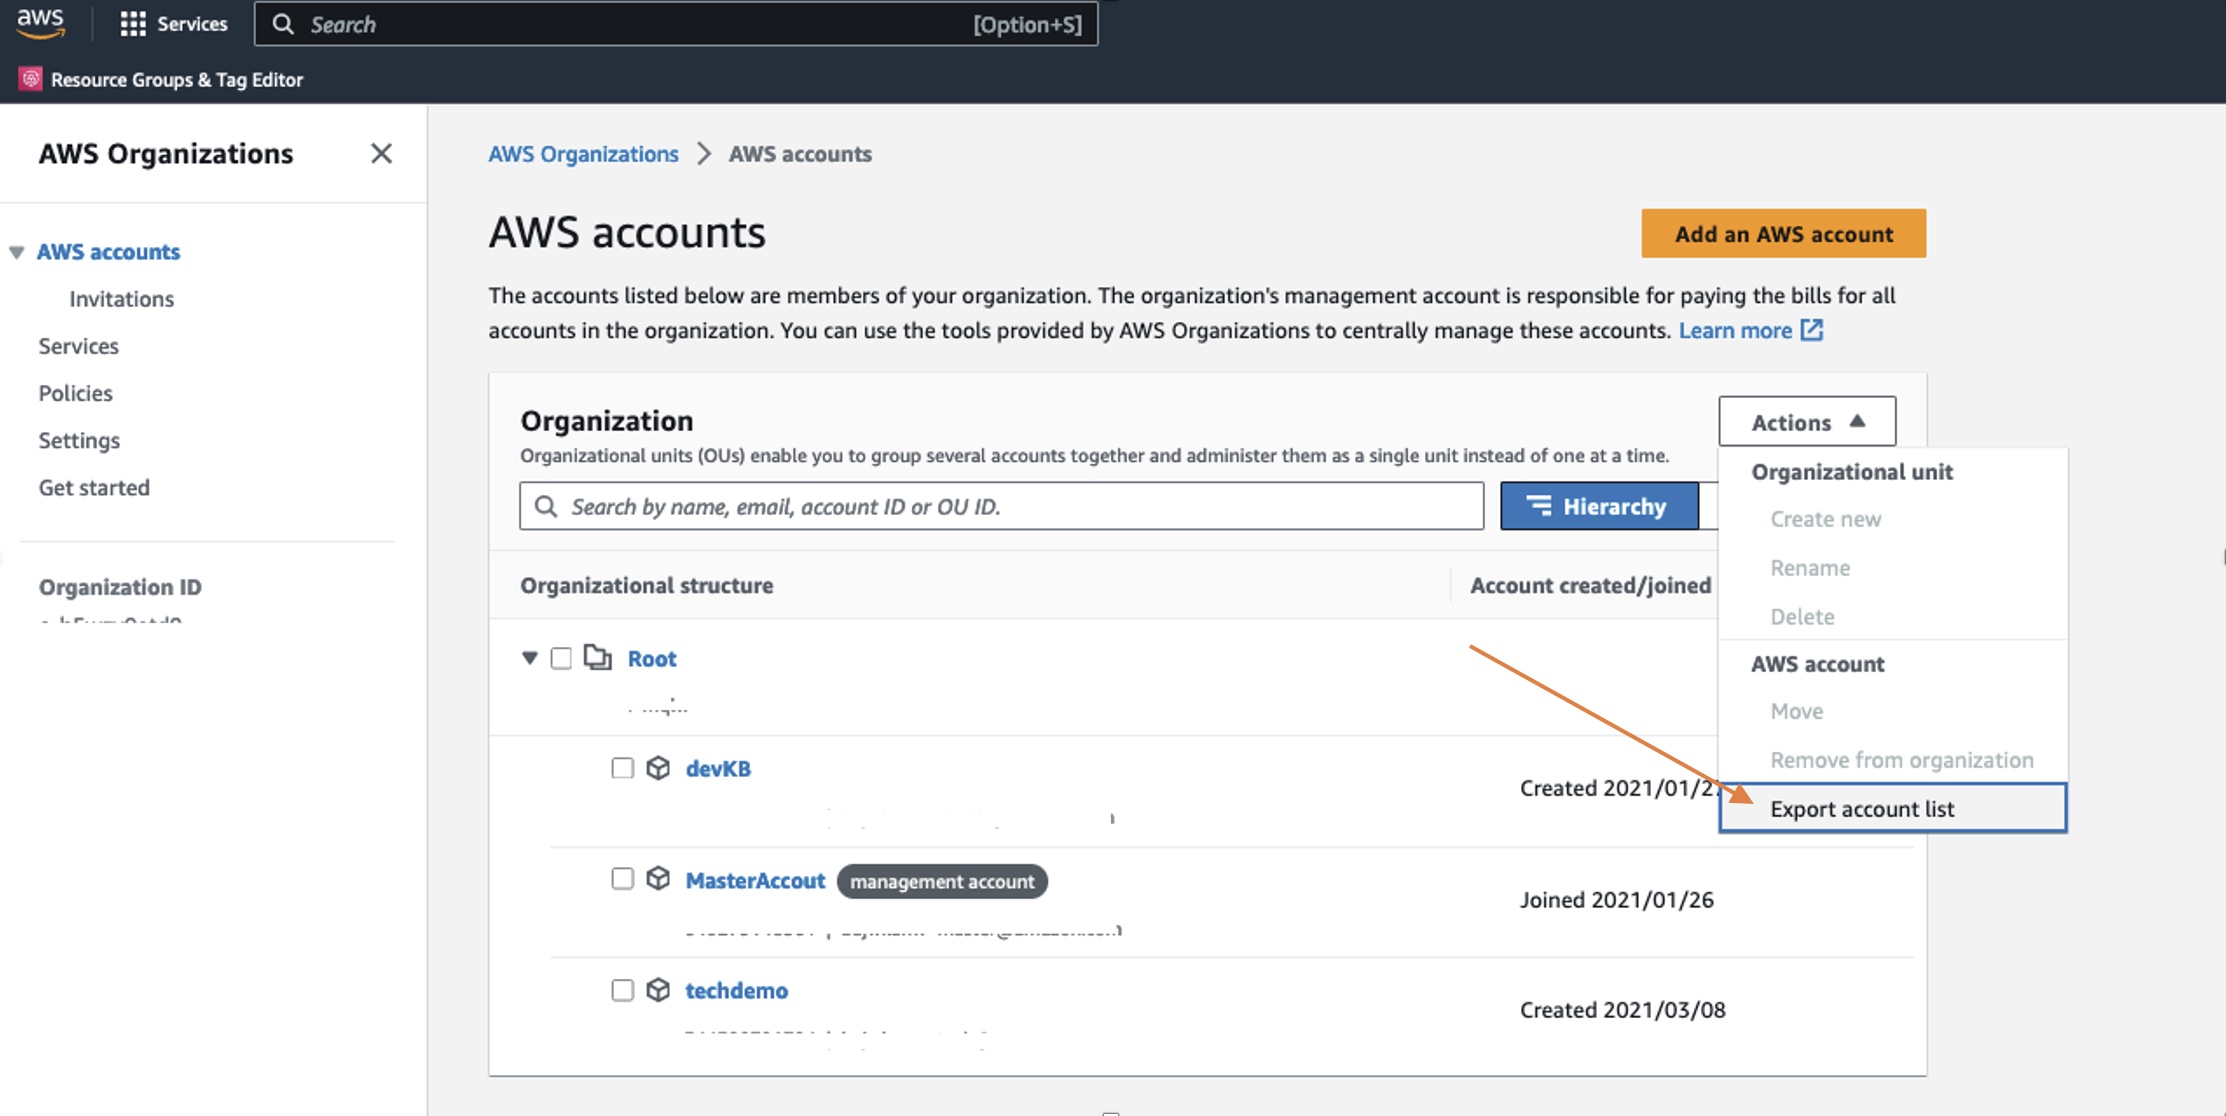 aws
Services
Search
[Option+S]
Resource Groups & Tag Editor
AWS Organizations
AWS accounts
Invitations
Services
Policies
Settings
Get started
Organization ID
AWS Organizations > AWS accounts
AWS accounts
Add an AWS account
The accounts listed below are members of your organization. The organization's management account is responsible for paying the bills for all
accounts in the organization. You can use the tools provided by AWS Organizations to centrally manage these accounts. Learn more
Organization
Organizational units (OUs) enable you to group several accounts together and administer them as a single unit instead of one at a time.
Search by name, email, account ID or OU ID.
Hierarchy
Actions
Organizational unit
Create new
Rename
Delete
AWS account
Move
Remove from organization
Export account list
Organizational structure
Account created/joined
Root
devKB
Created 2021/01/2
MasterAccout management account
Joined 2021/01/26
techdemo
Created 2021/03/08